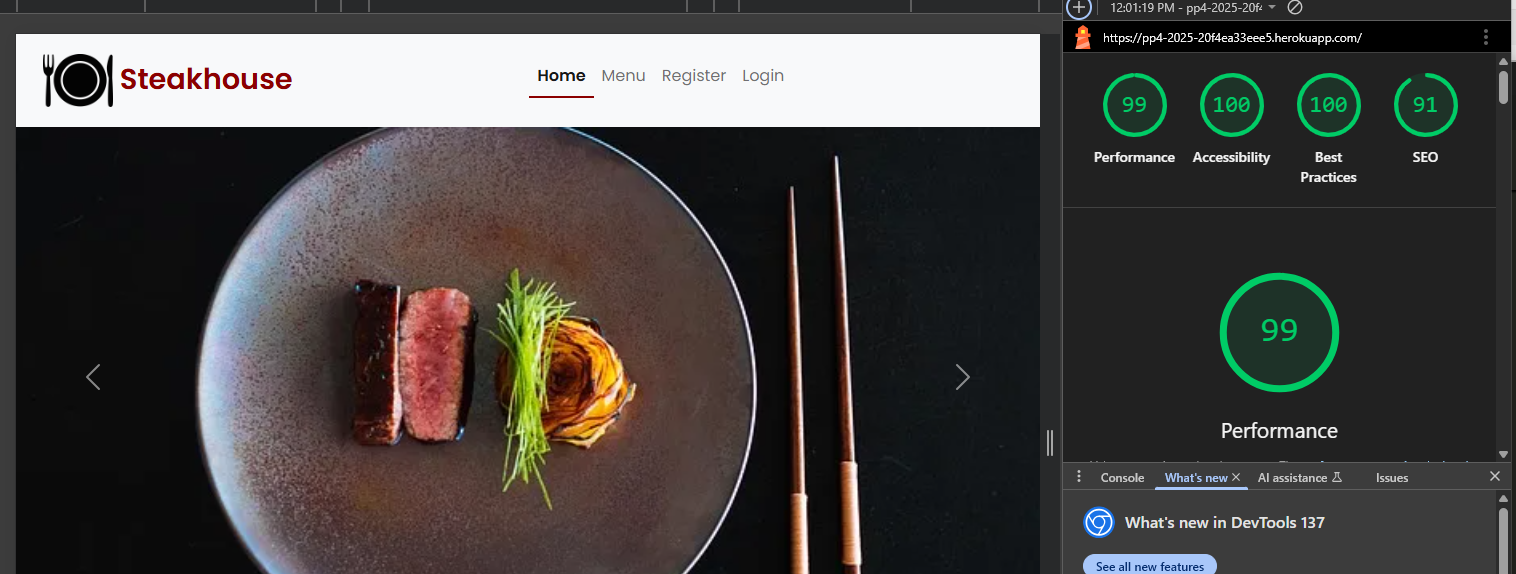 12:01:19 PM - pp4-2025-20f4
https://pp4-2025-20f4ea33eee5.herokuapp.com/
Steakhouse
Home Menu Register Login
99 100 100 91
Performance Accessibility Best Practices SEO
99
Performance
Console What's new AI assistance Issues
What's new in DevTools 137
See all new features